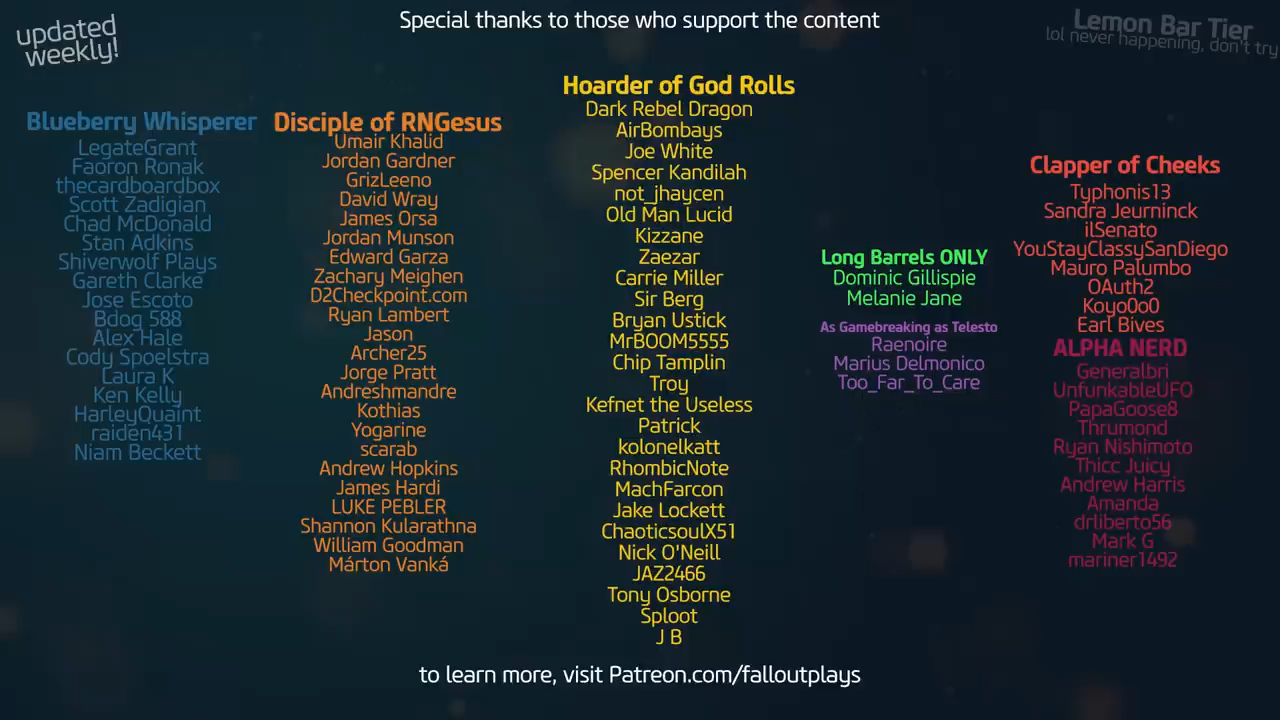 updated
weekly!
Special thanks to those who support the content
Lemon Bar Tier
lol never happening, don't try
Blueberry Whisperer
LegateGrant
Faoron Ronak
thecardboardbox
Scott Zadigian
Chad McDonald
Stan Adkins
Shiverwolf Plays
Gareth Clarke
Jose Escoto
Bdog 588
Alex Hale
Cody Spoelstra
Laura K
Ken Kelly
HarleyQuaint
raiden431
Niam Beckett
Disciple of RNGesus
Umair Khalid
Jordan Gardner
GrizLeeno
David Wray
James Orsa
Jordan Munson
Edward Garza
Zachary Meighen
D2Checkpoint.com
Ryan Lambert
Jason
Archer25
Jorge Pratt
Andreshmandre
Kothias
Yogarine
scarab
Andrew Hopkins
James Hardi
LUKE PEBLER
Shannon Kularathna
William Goodman
Márton Vanká
Hoarder of God Rolls
Dark Rebel Dragon
AirBombays
Joe White
Spencer Kandilah
not_jhaycen
Old Man Lucid
Kizzane
Zaezar
Carrie Miller
Sir Berg
Bryan Ustick
MrBOOM5555
Chip Tamplin
Troy
Kefnet the Useless
Patrick
kolonelkatt
RhombicNote
MachFarcon
Jake Lockett
ChaoticsoulX51
Nick O'Neill
JAZ2466
Tony Osborne
Sploot
J B
Long Barrels ONLY
Dominic Gillispie
Melanie Jane
As Gamebreaking as Telesto
Raenoire
Marius Delmonico
Too_Far_To_Care
Clapper of Cheeks
Typhonis13
Sandra Jeurninck
ilSenato
YouStayClassySanDiego
Mauro Palumbo
OAuth2
Koyo0o0
Earl Bives
ALPHA NERD
Generalbri
UnfunkableUFO
PapaGoose8
Thrumond
Ryan Nishimoto
Thicc Juicy
Andrew Harris
Amanda
drliberto56
Mark G
mariner1492
to learn more, visit Patreon.com/falloutplays